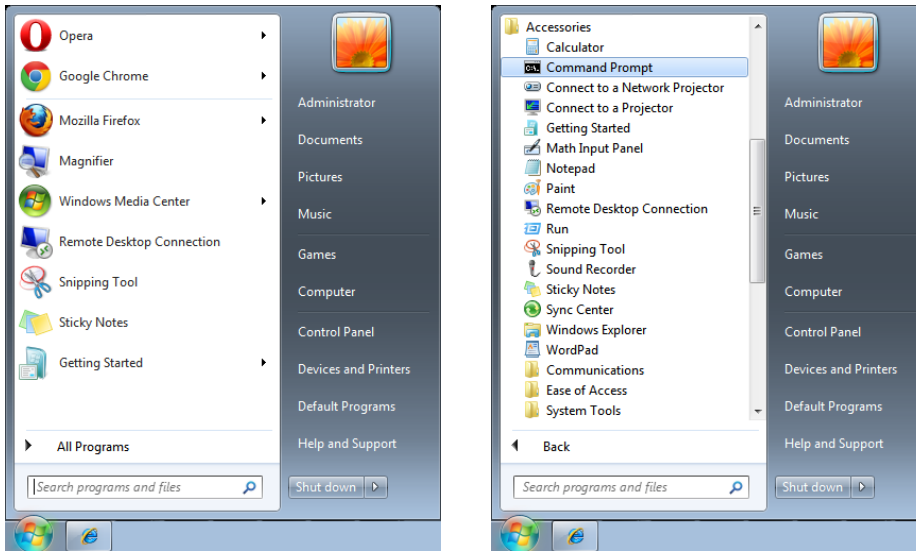 Opera
Google Chrome
Mozilla Firefox
Magnifier
Windows Media Center
Remote Desktop Connection
Snipping Tool
Sticky Notes
Getting Started
All Programs
Search programs and files
Administrator
Documents
Pictures
Music
Games
Computer
Control Panel
Devices and Printers
Default Programs
Help and Support
Shut down
Accessories
Calculator
C:\.
Command Prompt
Connect to a Network Projector
Connect to a Projector
Getting Started
Math Input Panel
Notepad
Paint
Remote Desktop Connection
Run
Snipping Tool
Sound Recorder
Sticky Notes
Sync Center
Windows Explorer
WordPad
Communications
Ease of Access
System Tools
Back
Search programs and files
Administrator
Documents
Pictures
Music
Games
Computer
Control Panel
Devices and Printers
Default Programs
Help and Support
Shut down